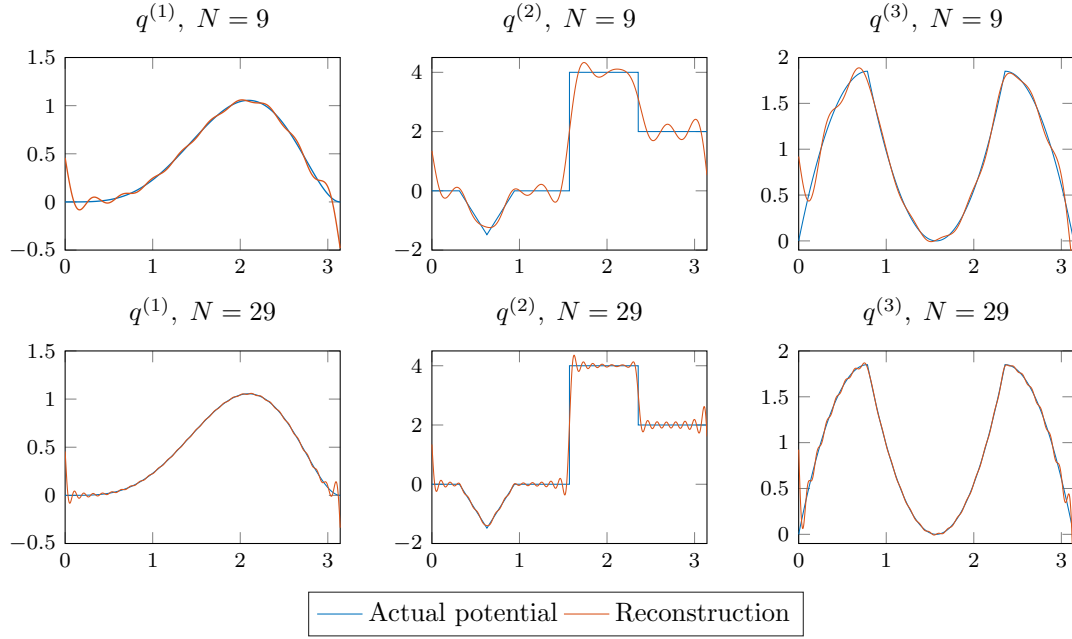 q^(1), N = 9
q^(2), N = 9
q^(3), N = 9
1.5
1
0.5
0
−0.5
0 1 2 3
4
2
0
−2
0 1 2 3
2
1.5
1
0.5
0
0 1 2 3
q^(1), N = 29
q^(2), N = 29
q^(3), N = 29
1.5
1
0.5
0
−0.5
0 1 2 3
4
2
0
−2
0 1 2 3
2
1.5
1
0.5
0
0 1 2 3
Actual potential Reconstruction